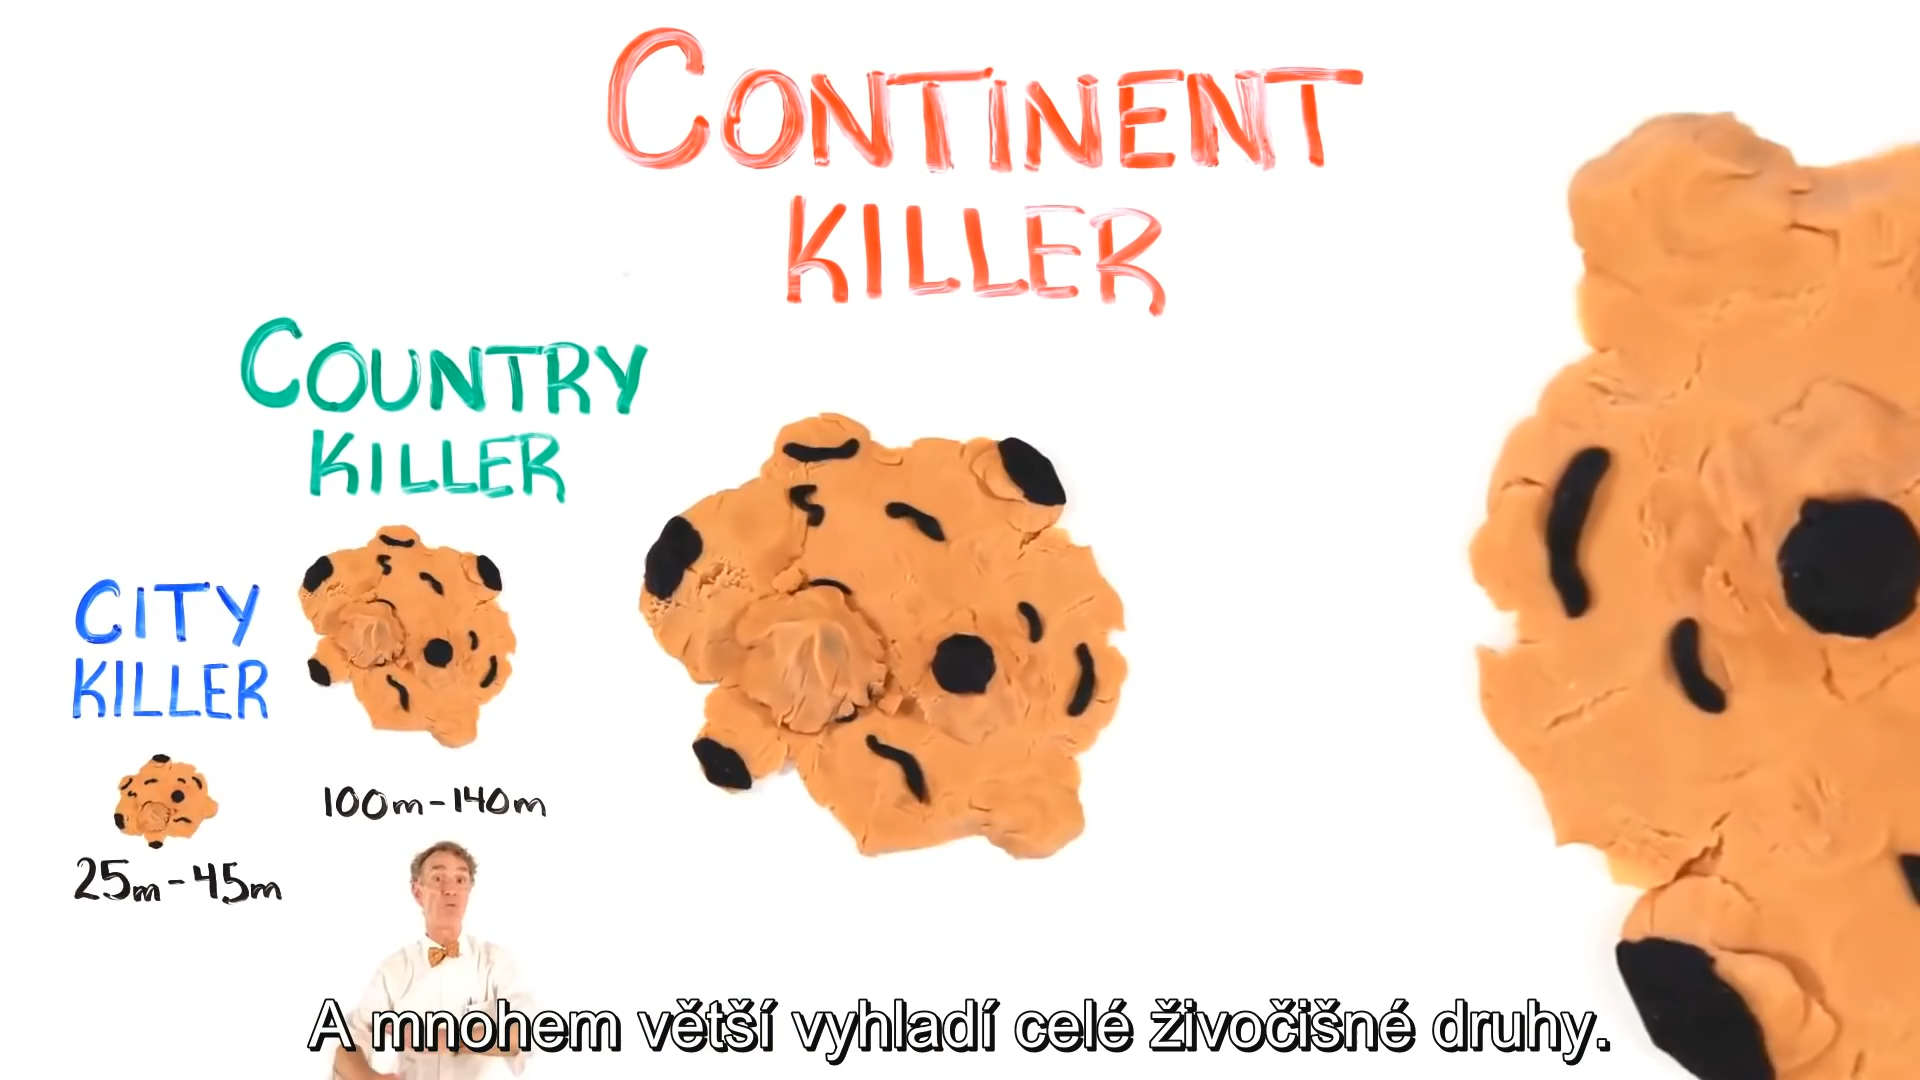 CONTINENT
KILLER
COUNTRY
KILLER
CITY
KILLER
100m-140m
25m-45m
A mnohem větší vyhladí celé živočišné druhy.